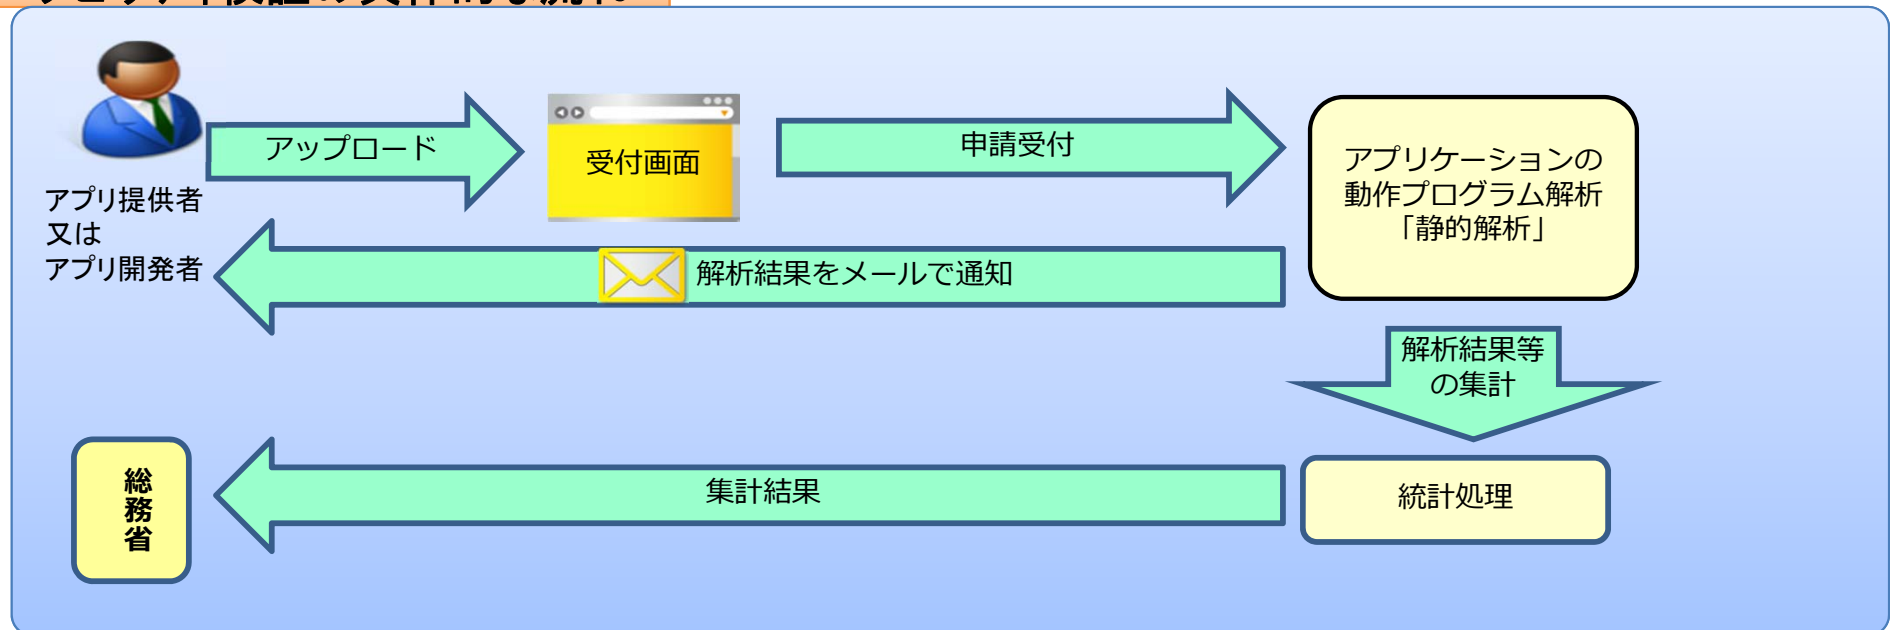 アップロード
受付画面
申請受付
アプリケーションの
動作プログラム解析
「静的解析」
アプリ提供者
又は
アプリ開発者
解析結果をメールで通知
解析結果等
の集計
総務省
集計結果
統計処理